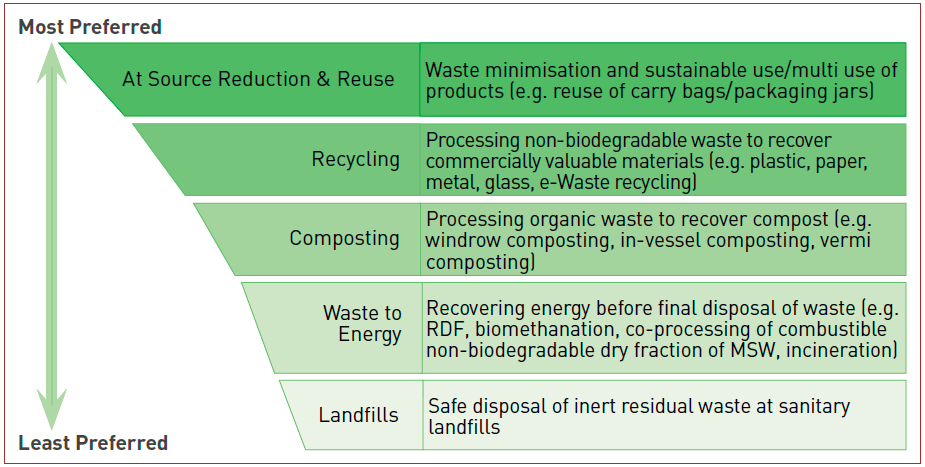 Most Preferred
At Source Reduction & Reuse
Waste minimisation and sustainable use/multi use of
products (e.g. reuse of carry bags/packaging jars)
Recycling
Processing non-biodegradable waste to recover
commercially valuable materials (e.g. plastic, paper,
metal, glass, e-Waste recycling)
Composting
Processing organic waste to recover compost (e.g.
windrow composting, in-vessel composting, vermi
composting)
Waste to
Energy
Recovering energy before final disposal of waste (e.g.
RDF, biomethanation, co-processing of combustible
non-biodegradable dry fraction of MSW, incineration)
Landfills
Safe disposal of inert residual waste at sanitary
landfills
Least Preferred